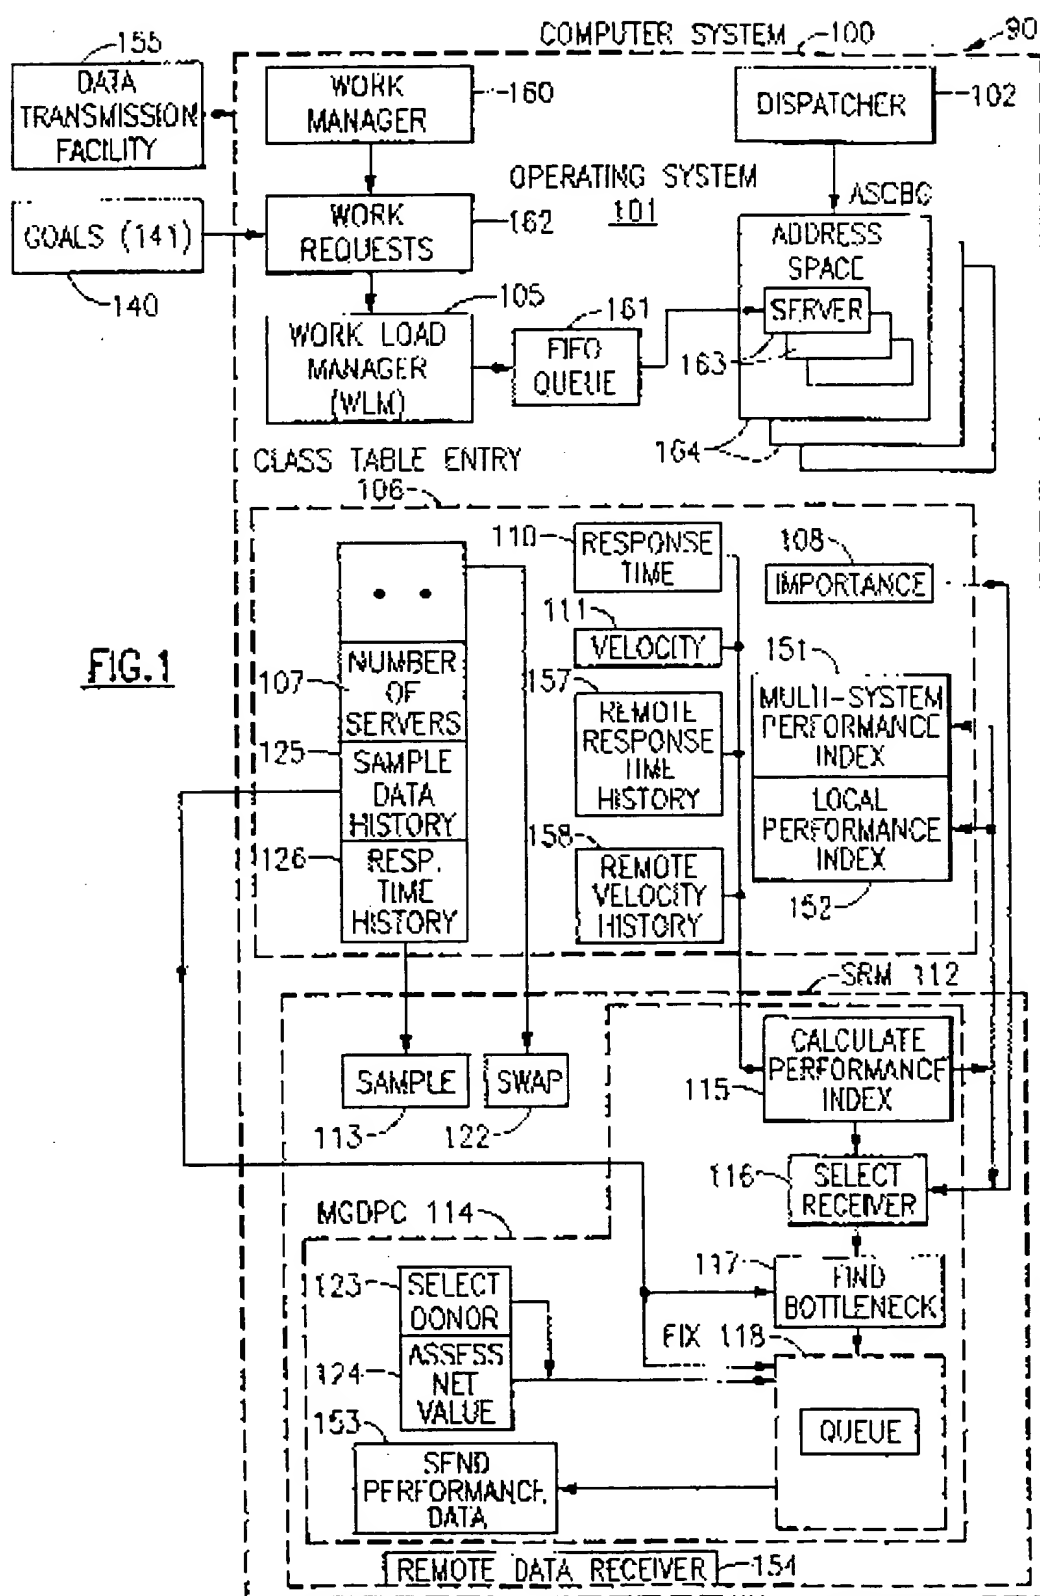 COMPUTER SYSTEM 100
90
155
DATA
TRANSMISSION
FACILITY
WORK
MANAGER
160
DISPATCHER
102
OPERATING SYSTEM
101
ASCBG
GOALS (141)
140
WORK
REQUESTS
162
105
WORK LOAD
MANAGER
(WLM)
161
FIFO
QUEUE
ADDRESS
SPACE
SERVER
163
164
CLASS TABLE ENTRY
106
110
RESPONSE
TIME
108
IMPORTANCE
111
VELOCITY
FIG.1
107
NUMBER
OF
SERVERS
157
REMOTE
RESPONSE
TIME
HISTORY
151
MULTI-SYSTEM
PERFORMANCE
INDEX
125
SAMPLE
DATA
HISTORY
LOCAL
PERFORMANCE
INDEX
152
126
RESP.
TIME
HISTORY
158
REMOTE
VELOCITY
HISTORY
SRM 112
SAMPLE
113
SWAP
122
CALCULATE
PERFORMANCE
INDEX
115
116
SELECT
RECEIVER
MGDPC 114
117
FIND
BOTTLENECK
123
SELECT
DONOR
FIX 118
124
ASSESS
NET
VALUE
QUEUE
153
SEND
PERFORMANCE
DATA
REMOTE DATA RECEIVER
154